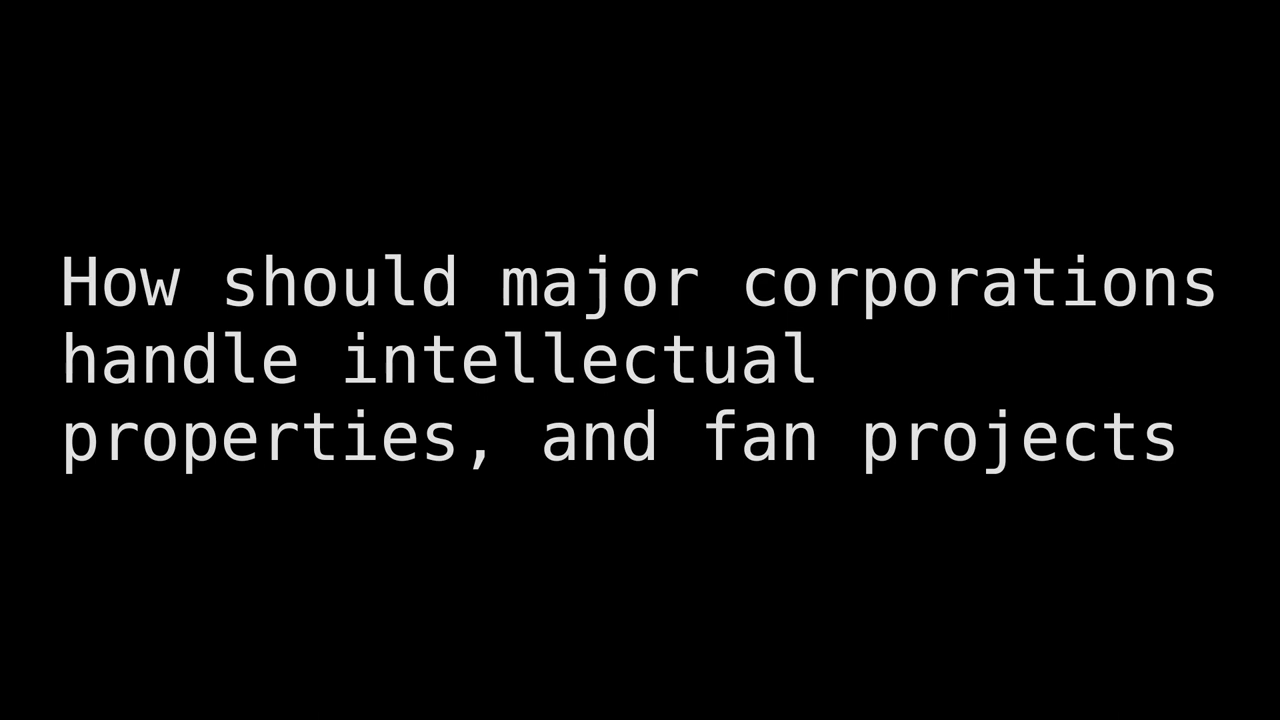 How should major corporations
handle intellectual
properties, and fan projects